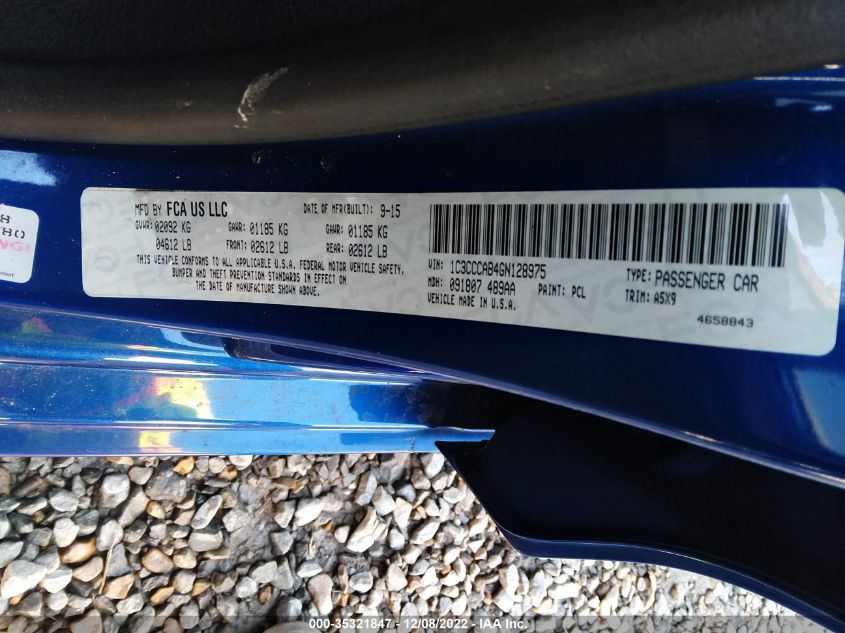 MFD BY FCA US LLC DATE OF MFR(BUILT): 9-15
GVWR: 02092 KG GAWR: 01185 KG GAWR: 01185 KG
04612 LB FRONT: 02612 LB REAR: 02612 LB
THIS VEHICLE CONFORMS TO ALL APPLICABLE U.S.A. FEDERAL MOTOR VEHICLE SAFETY,
BUMPER AND THEFT PREVENTION STANDARDS IN EFFECT ON
THE DATE OF MANUFACTURE SHOWN ABOVE.
VIN: 1C3CCCAB4GN128975 TYPE: PASSENGER CAR
MDH: 091807 489AA PAINT: PCL TRIM: A5X9
VEHICLE MADE IN U.S.A.
4658843
000-35321847 - 12/08/2022 - IAA Inc.